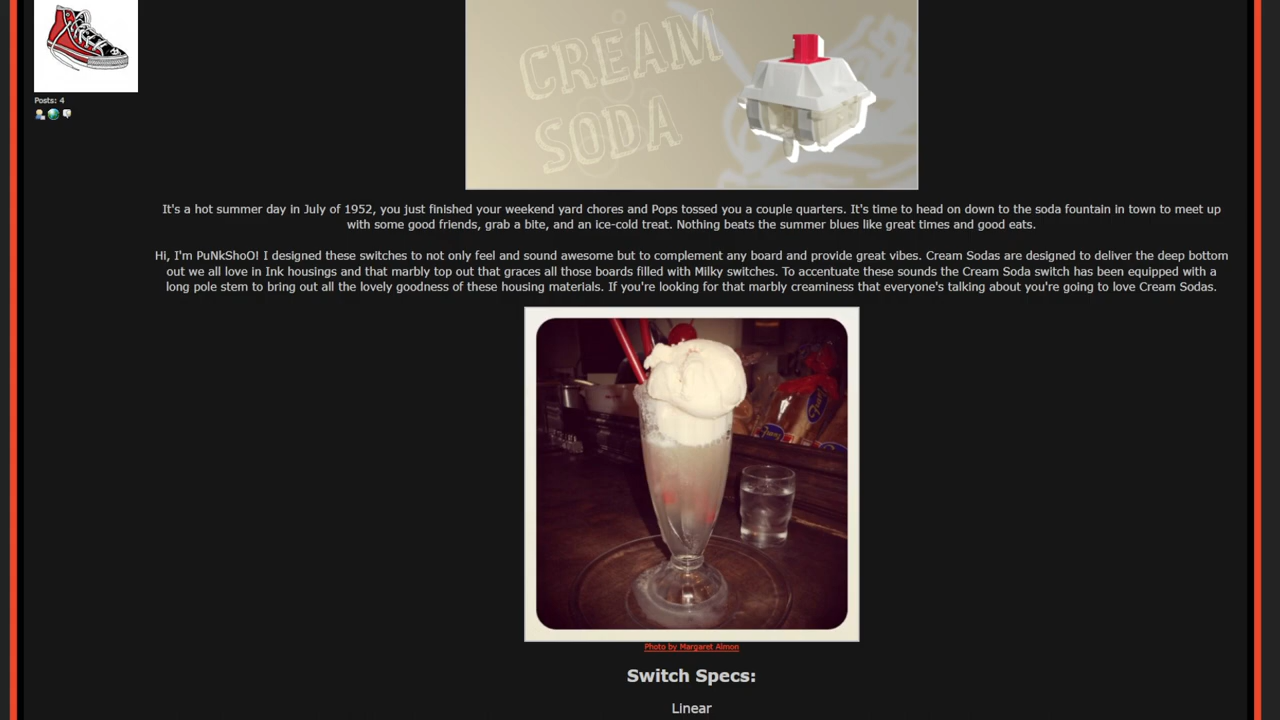 CREAM
SODA
Posts: 4
It's a hot summer day in July of 1952, you just finished your weekend yard chores and Pops tossed you a couple quarters. It's time to head on down to the soda fountain in town to meet up
with some good friends, grab a bite, and an ice-cold treat. Nothing beats the summer blues like great times and good eats.
Hi, I'm PuNkShoO! I designed these switches to not only feel and sound awesome but to complement any board and provide great vibes. Cream Sodas are designed to deliver the deep bottom
out we all love in Ink housings and that marbly top out that graces all those boards filled with Milky switches. To accentuate these sounds the Cream Soda switch has been equipped with a
long pole stem to bring out all the lovely goodness of these housing materials. If you're looking for that marbly creaminess that everyone's talking about you're going to love Cream Sodas.
Photo by Margaret Almon
Switch Specs:
Linear